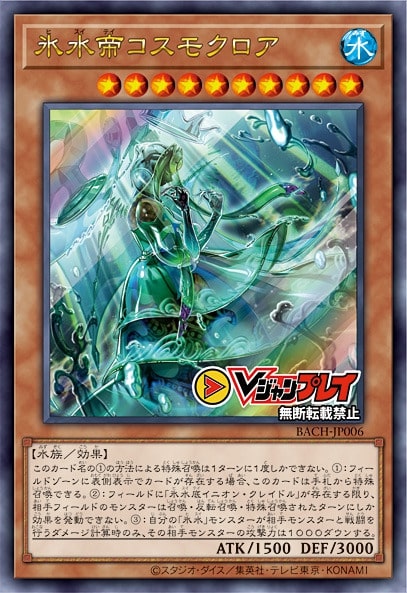 氷水帝コスモクロア
水
Vジャンプレイ
無断転載禁止
BACH-JP006
【水族／効果】
このカード名の①の方法による特殊召喚は1ターンに1度しかできない。①：フィ
ールドゾーンに表側表示でカードが存在する場合、このカードは手札から特殊
召喚できる。②：フィールドに「氷水底イニオン・クレイドル」が存在する限り、
相手フィールドのモンスターは召喚・反転召喚・特殊召喚されたターンにしか
効果を発動できない。③：自分の「氷水」モンスターが相手モンスターと戦闘を
行うダメージ計算時のみ、その相手モンスターの攻撃力は１０００ダウンする。
ATK/1500 DEF/3000
©スタジオ・ダイス／集英社・テレビ東京・KONAMI